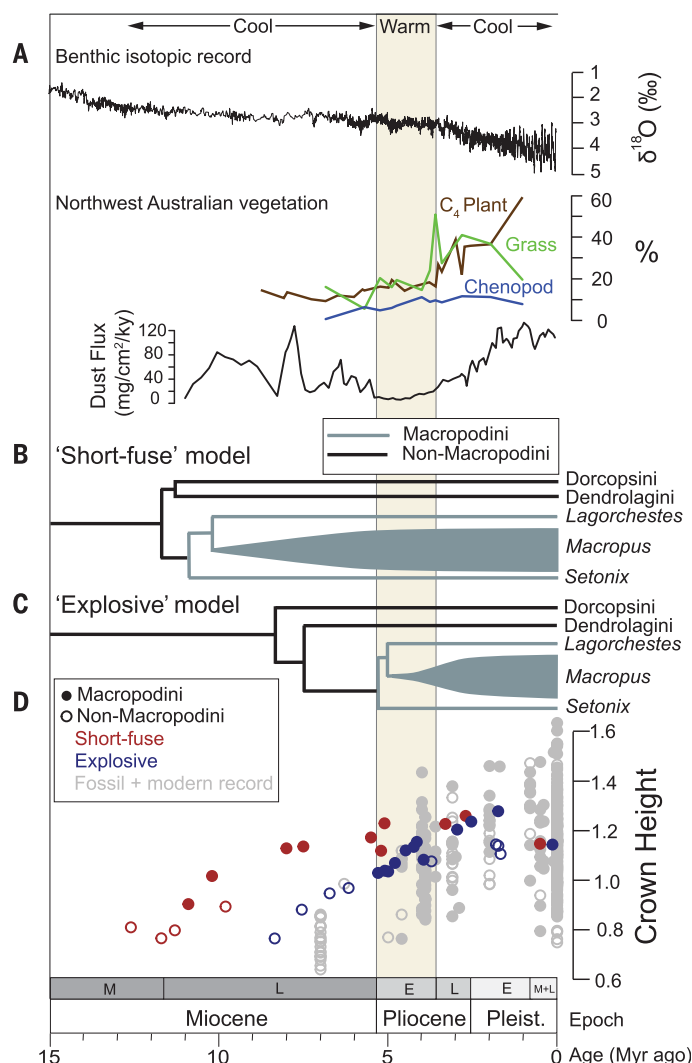 Cool Warm Cool
A
Benthic isotopic record
1
2
3
4
5
δ18O (‰)
Northwest Australian vegetation
C4 Plant
Grass
Chenopod
60
40
20
0
%
Dust Flux
(mg/cm2/ky)
120
80
40
0
Macropodini
Non-Macropodini
B
'Short-fuse' model
Dorcopsini
Dendrolagini
Lagorchestes
Macropus
Setonix
C
'Explosive' model
Dorcopsini
Dendrolagini
Lagorchestes
Macropus
Setonix
D
Macropodini
Non-Macropodini
Short-fuse
Explosive
Fossil + modern record
1.6
1.4
1.2
1.0
0.8
0.6
Crown Height
M L E L E M+L
Miocene Pliocene Pleist. Epoch
15 10 5 0 Age (Myr ago)